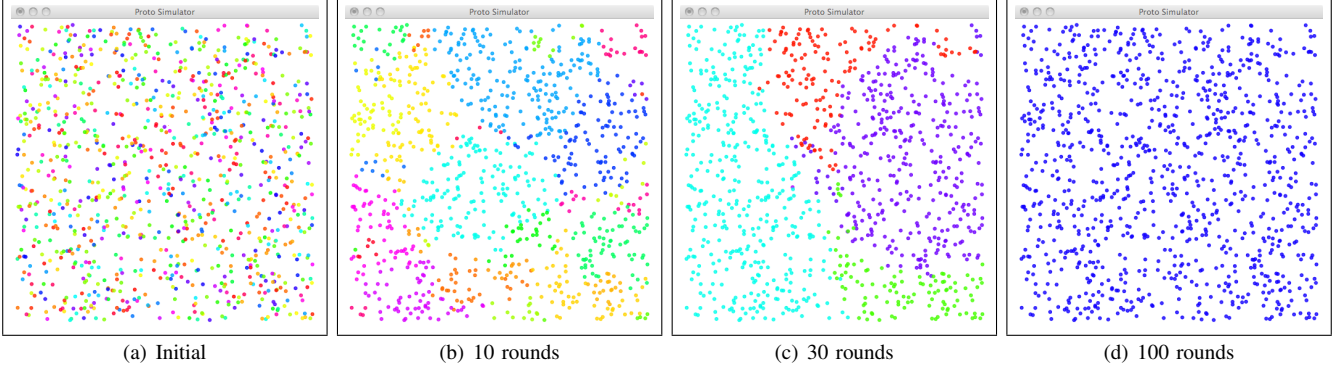 Proto Simulator
Proto Simulator
Proto Simulator
Proto Simulator
(a) Initial
(b) 10 rounds
(c) 30 rounds
(d) 100 rounds